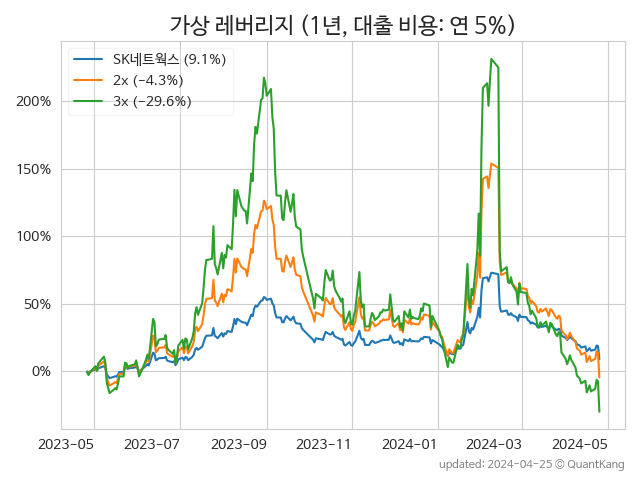 가상 레버리지 (1년, 대출 비용: 연 5%)
SK네트웍스 (9.1%)
2x (−4.3%)
3x (−29.6%)
200%
150%
100%
50%
0%
2023-05 2023-07 2023-09 2023-11 2024-01 2024-03 2024-05
updated: 2024-04-25 © QuantKang